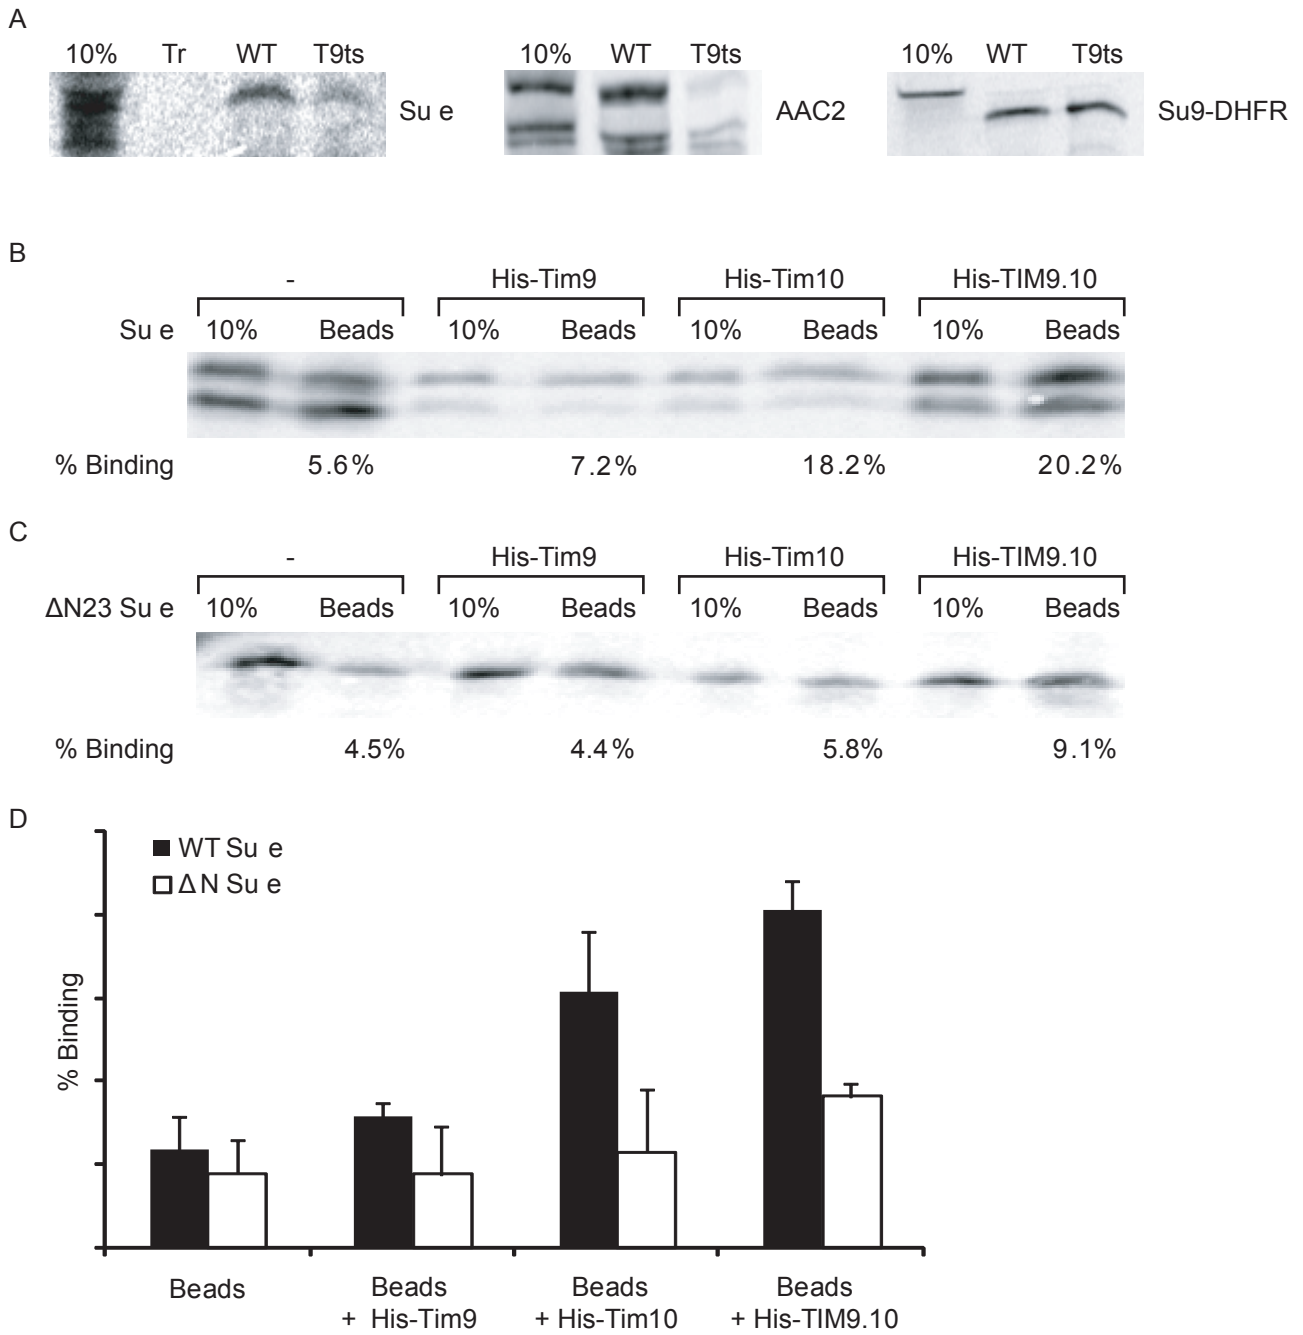 A
10% Tr WT T9ts Su e
10% WT T9ts AAC2
10% WT T9ts Su9-DHFR
B
- His-Tim9 His-Tim10 His-TIM9.10
Su e 10% Beads 10% Beads 10% Beads 10% Beads
% Binding 5.6% 7.2% 18.2% 20.2%
C
- His-Tim9 His-Tim10 His-TIM9.10
ΔN23 Su e 10% Beads 10% Beads 10% Beads 10% Beads
% Binding 4.5% 4.4% 5.8% 9.1%
D
WT Su e
ΔN Su e
% Binding
Beads
Beads
+ His-Tim9
Beads
+ His-Tim10
Beads
+ His-TIM9.10